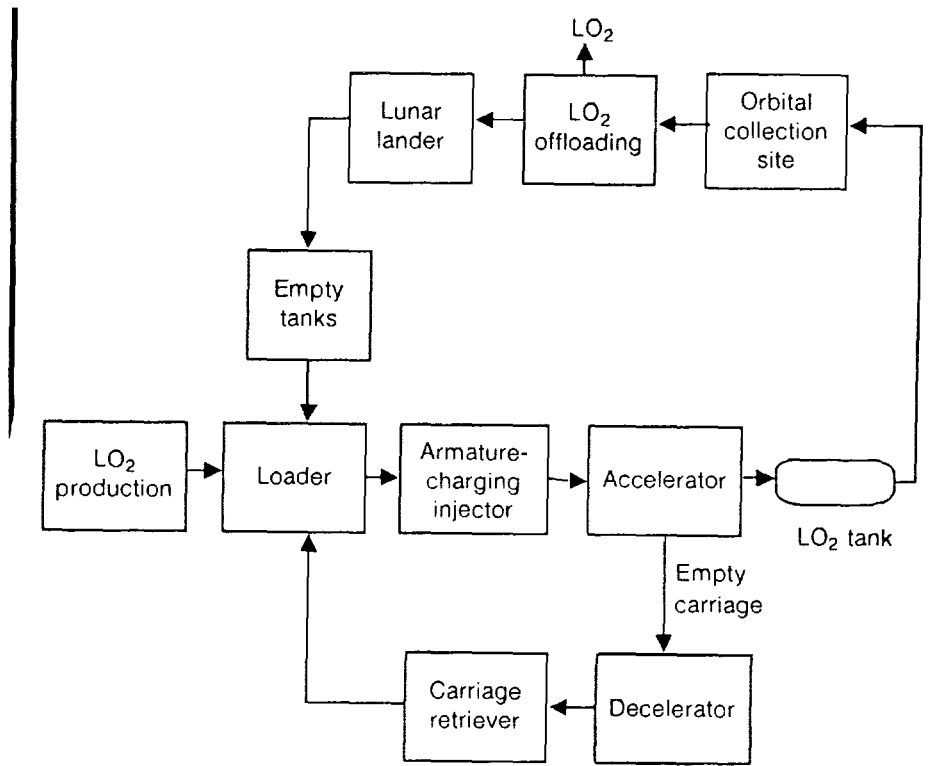 LO₂
Lunar
lander
LO₂
offloading
Orbital
collection
site
Empty
tanks
LO₂
production
Loader
Armature-
charging
injector
Accelerator
LO₂ tank
Empty
carriage
Carriage
retriever
Decelerator